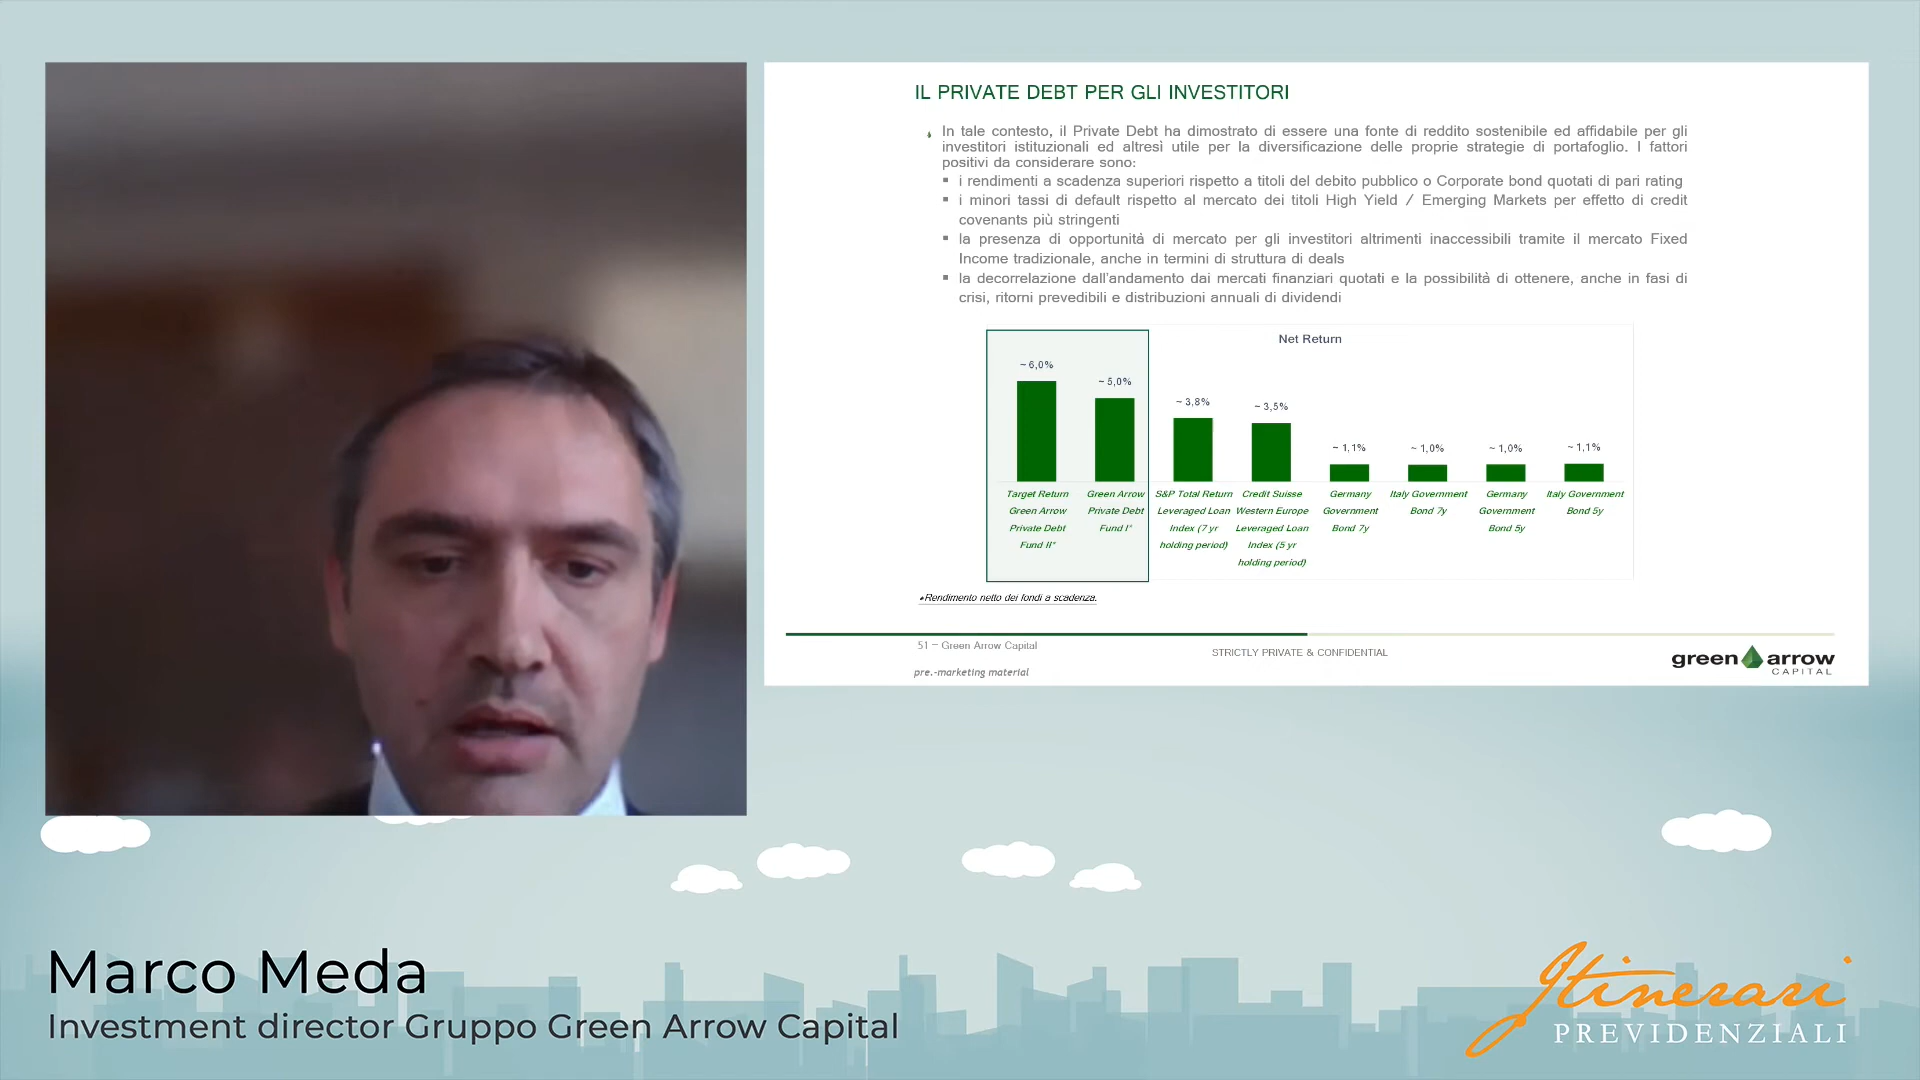 IL PRIVATE DEBT PER GLI INVESTITORI
In tale contesto, il Private Debt ha dimostrato di essere una fonte di reddito sostenibile ed affidabile per gli
investitori istituzionali ed altresì utile per la diversificazione delle proprie strategie di portafoglio. I fattori
positivi da considerare sono:
▪ i rendimenti a scadenza superiori rispetto a titoli del debito pubblico o Corporate bond quotati di pari rating
▪ i minori tassi di default rispetto al mercato dei titoli High Yield / Emerging Markets per effetto di credit
covenants più stringenti
▪ la presenza di opportunità di mercato per gli investitori altrimenti inaccessibili tramite il mercato Fixed
Income tradizionale, anche in termini di struttura di deals
▪ la decorrelazione dall'andamento dai mercati finanziari quotati e la possibilità di ottenere, anche in fasi di
crisi, ritorni prevedibili e distribuzioni annuali di dividendi
Net Return
~ 6,0%
~ 5,0%
~ 3,8%
~ 3,5%
~ 1,1%
~ 1,0%
~ 1,0%
~ 1,1%
Target Return
Green Arrow
Private Debt
Fund II*
Green Arrow
Private Debt
Fund I*
S&P Total Return
Leveraged Loan
Index (7 yr
holding period)
Credit Suisse
Western Europe
Leveraged Loan
Index (5 yr
holding period)
Germany
Government
Bond 7y
Italy Government
Bond 7y
Germany
Government
Bond 5y
Italy Government
Bond 5y
•Rendimento netto dei fondi a scadenza.
51 – Green Arrow Capital
STRICTLY PRIVATE & CONFIDENTIAL
pre.-marketing material
green arrow
CAPITAL
Marco Meda
Investment director Gruppo Green Arrow Capital
Itinerari
PREVIDENZIALI